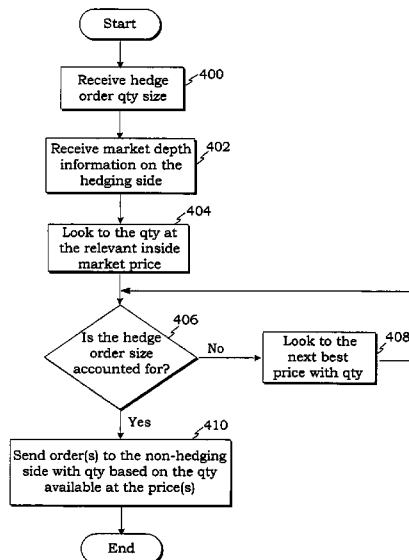 Start
Receive hedge
order qty size
400
Receive market depth
information on the
hedging side
402
404
Look to the qty at
the relevant inside
market price
406
Is the hedge
order size
accounted for?
No
Look to the
next best
price with qty
408
Yes
410
Send order(s) to the non-hedging
side with qty based on the qty
available at the price(s)
End